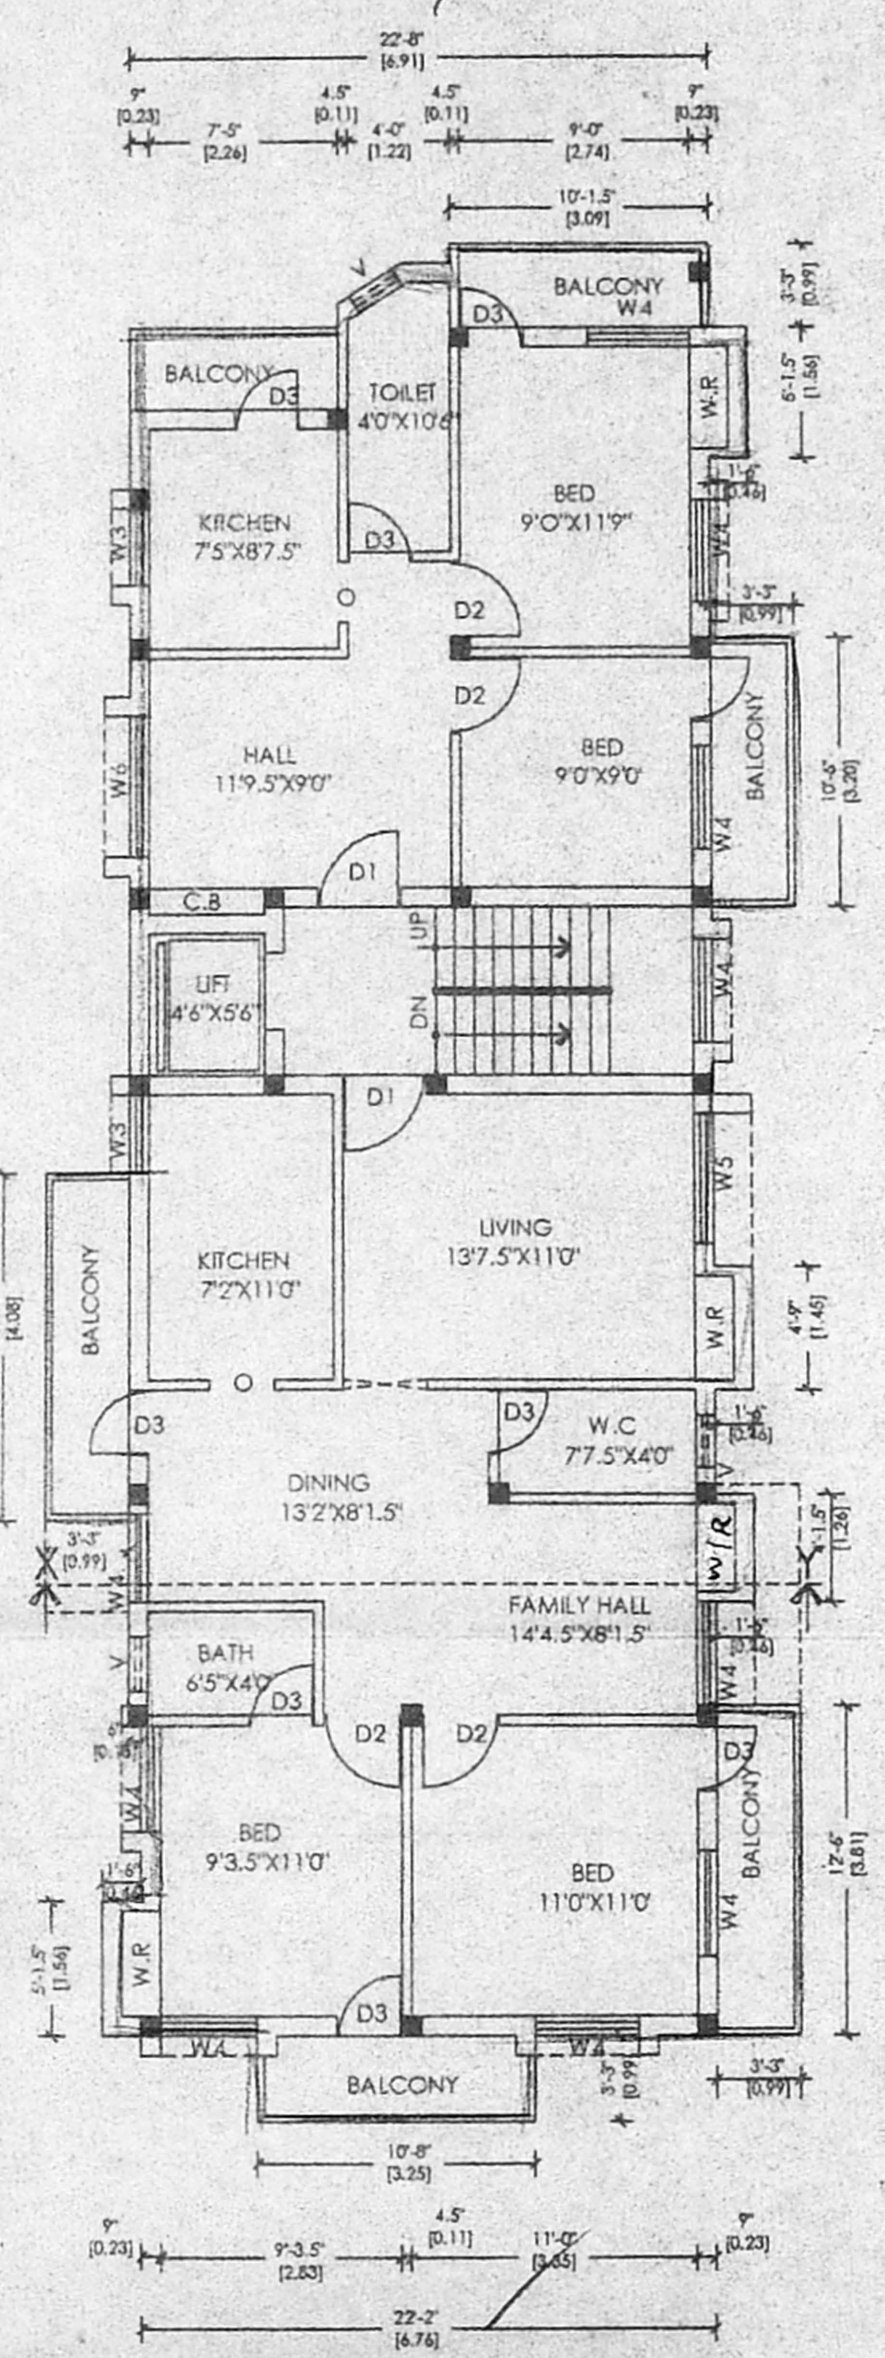 22'-8"
[6.91]
9"
[0.23]
4.5"
[0.11]
4.5"
[0.11]
9"
[0.23]
7'-5"
[2.26]
4'-0"
[1.22]
9'-0"
[2.74]
10'-1.5"
[3.09]
V
BALCONY
W4
D3
3'-3"
[0.99]
BALCONY
D3
TOILET
4'0"X10'6"
W.R
5'-1.5"
[1.56]
1'-6"
[0.46]
BED
9'0"X11'9"
KITCHEN
7'5"X8'7.5"
W3
D3
W4
3'-3"
[0.99]
D2
D2
HALL
11'9.5"X9'0"
BED
9'0"X9'0"
BALCONY
10'-6"
[3.20]
W6
W4
D1
C.B
UP
LIFT
4'6"X5'6"
DN
W4
D1
W3
W5
LIVING
13'7.5"X11'0"
KITCHEN
7'2"X11'0"
BALCONY
[4.08]
W.R
4'-9"
[1.45]
D3
D3
W.C
7'7.5"X4'0"
1'-6"
[0.46]
V
DINING
13'2"X8'1.5"
W/R
4'-1.5"
[1.26]
3'-3"
[0.99]
X
X
W4
FAMILY HALL
14'4.5"X8'1.5"
1'-6"
[0.46]
BATH
6'5"X4'0"
V
D3
W4
D2
D2
D3
6"
W4
BALCONY
BED
9'3.5"X11'0"
12'-6"
[3.81]
1'-6"
[0.46]
BED
11'0"X11'0"
W4
5'-1.5"
[1.56]
W.R
D3
W4
W4
3'-3"
[0.99]
3'-3"
[0.99]
BALCONY
10'-8"
[3.25]
9"
[0.23]
4.5"
[0.11]
9"
[0.23]
9'-3.5"
[2.83]
11'-0"
[3.35]
22'-2"
[6.76]